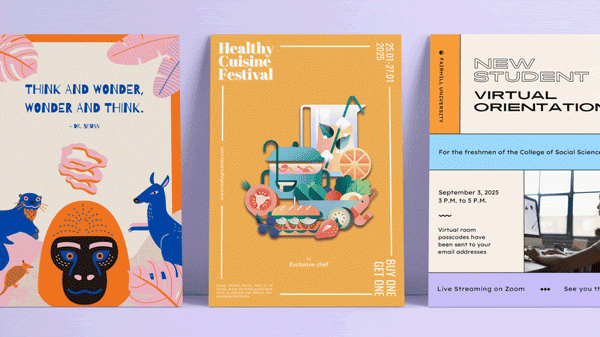 THINK AND WONDER,
WONDER AND THINK.
- DR. SEUSS
Healthy
Cuisine
Festival
25.01-27.01
2025
by
Exclusive chef
BUY ONE
GET ONE
FAIRHILL UNIVERSITY
NEW
STUDENT
VIRTUAL
ORIENTATION
For the freshmen of the College of Social Science
September 3, 2025
3 P.M. to 5 P.M.
Virtual room
passcodes have
been sent to your
email addresses
Live Streaming on Zoom
See you th